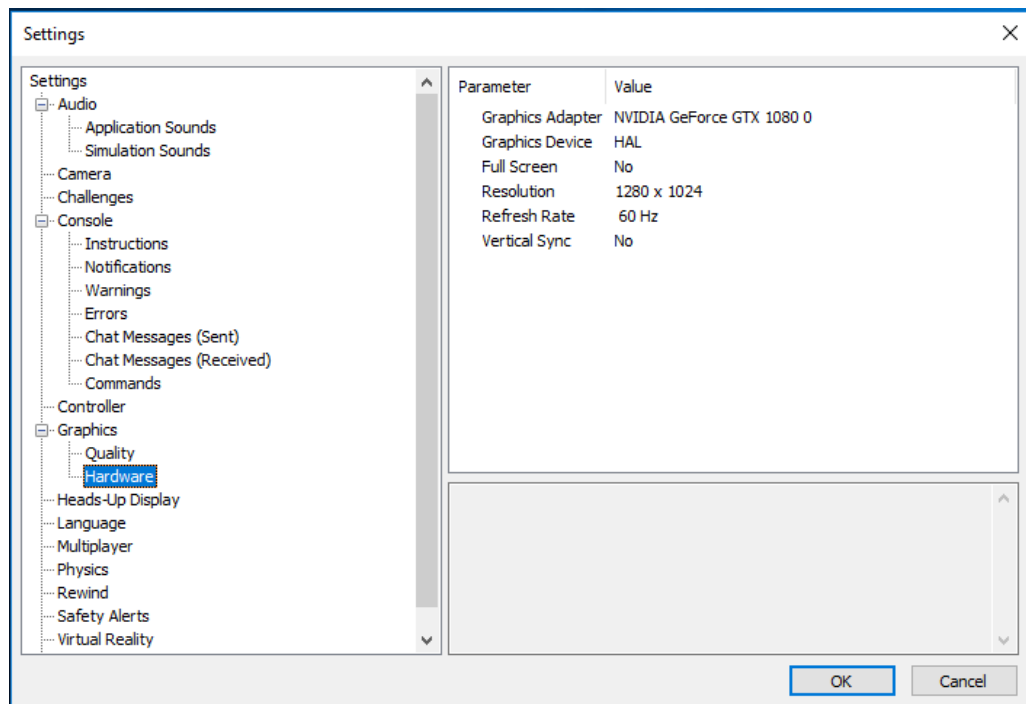 Settings
Settings
Audio
Application Sounds
Simulation Sounds
Camera
Challenges
Console
Instructions
Notifications
Warnings
Errors
Chat Messages (Sent)
Chat Messages (Received)
Commands
Controller
Graphics
Quality
Hardware
Heads-Up Display
Language
Multiplayer
Physics
Rewind
Safety Alerts
Virtual Reality
Parameter Value
Graphics Adapter NVIDIA GeForce GTX 1080 0
Graphics Device HAL
Full Screen No
Resolution 1280 x 1024
Refresh Rate 60 Hz
Vertical Sync No
OK Cancel